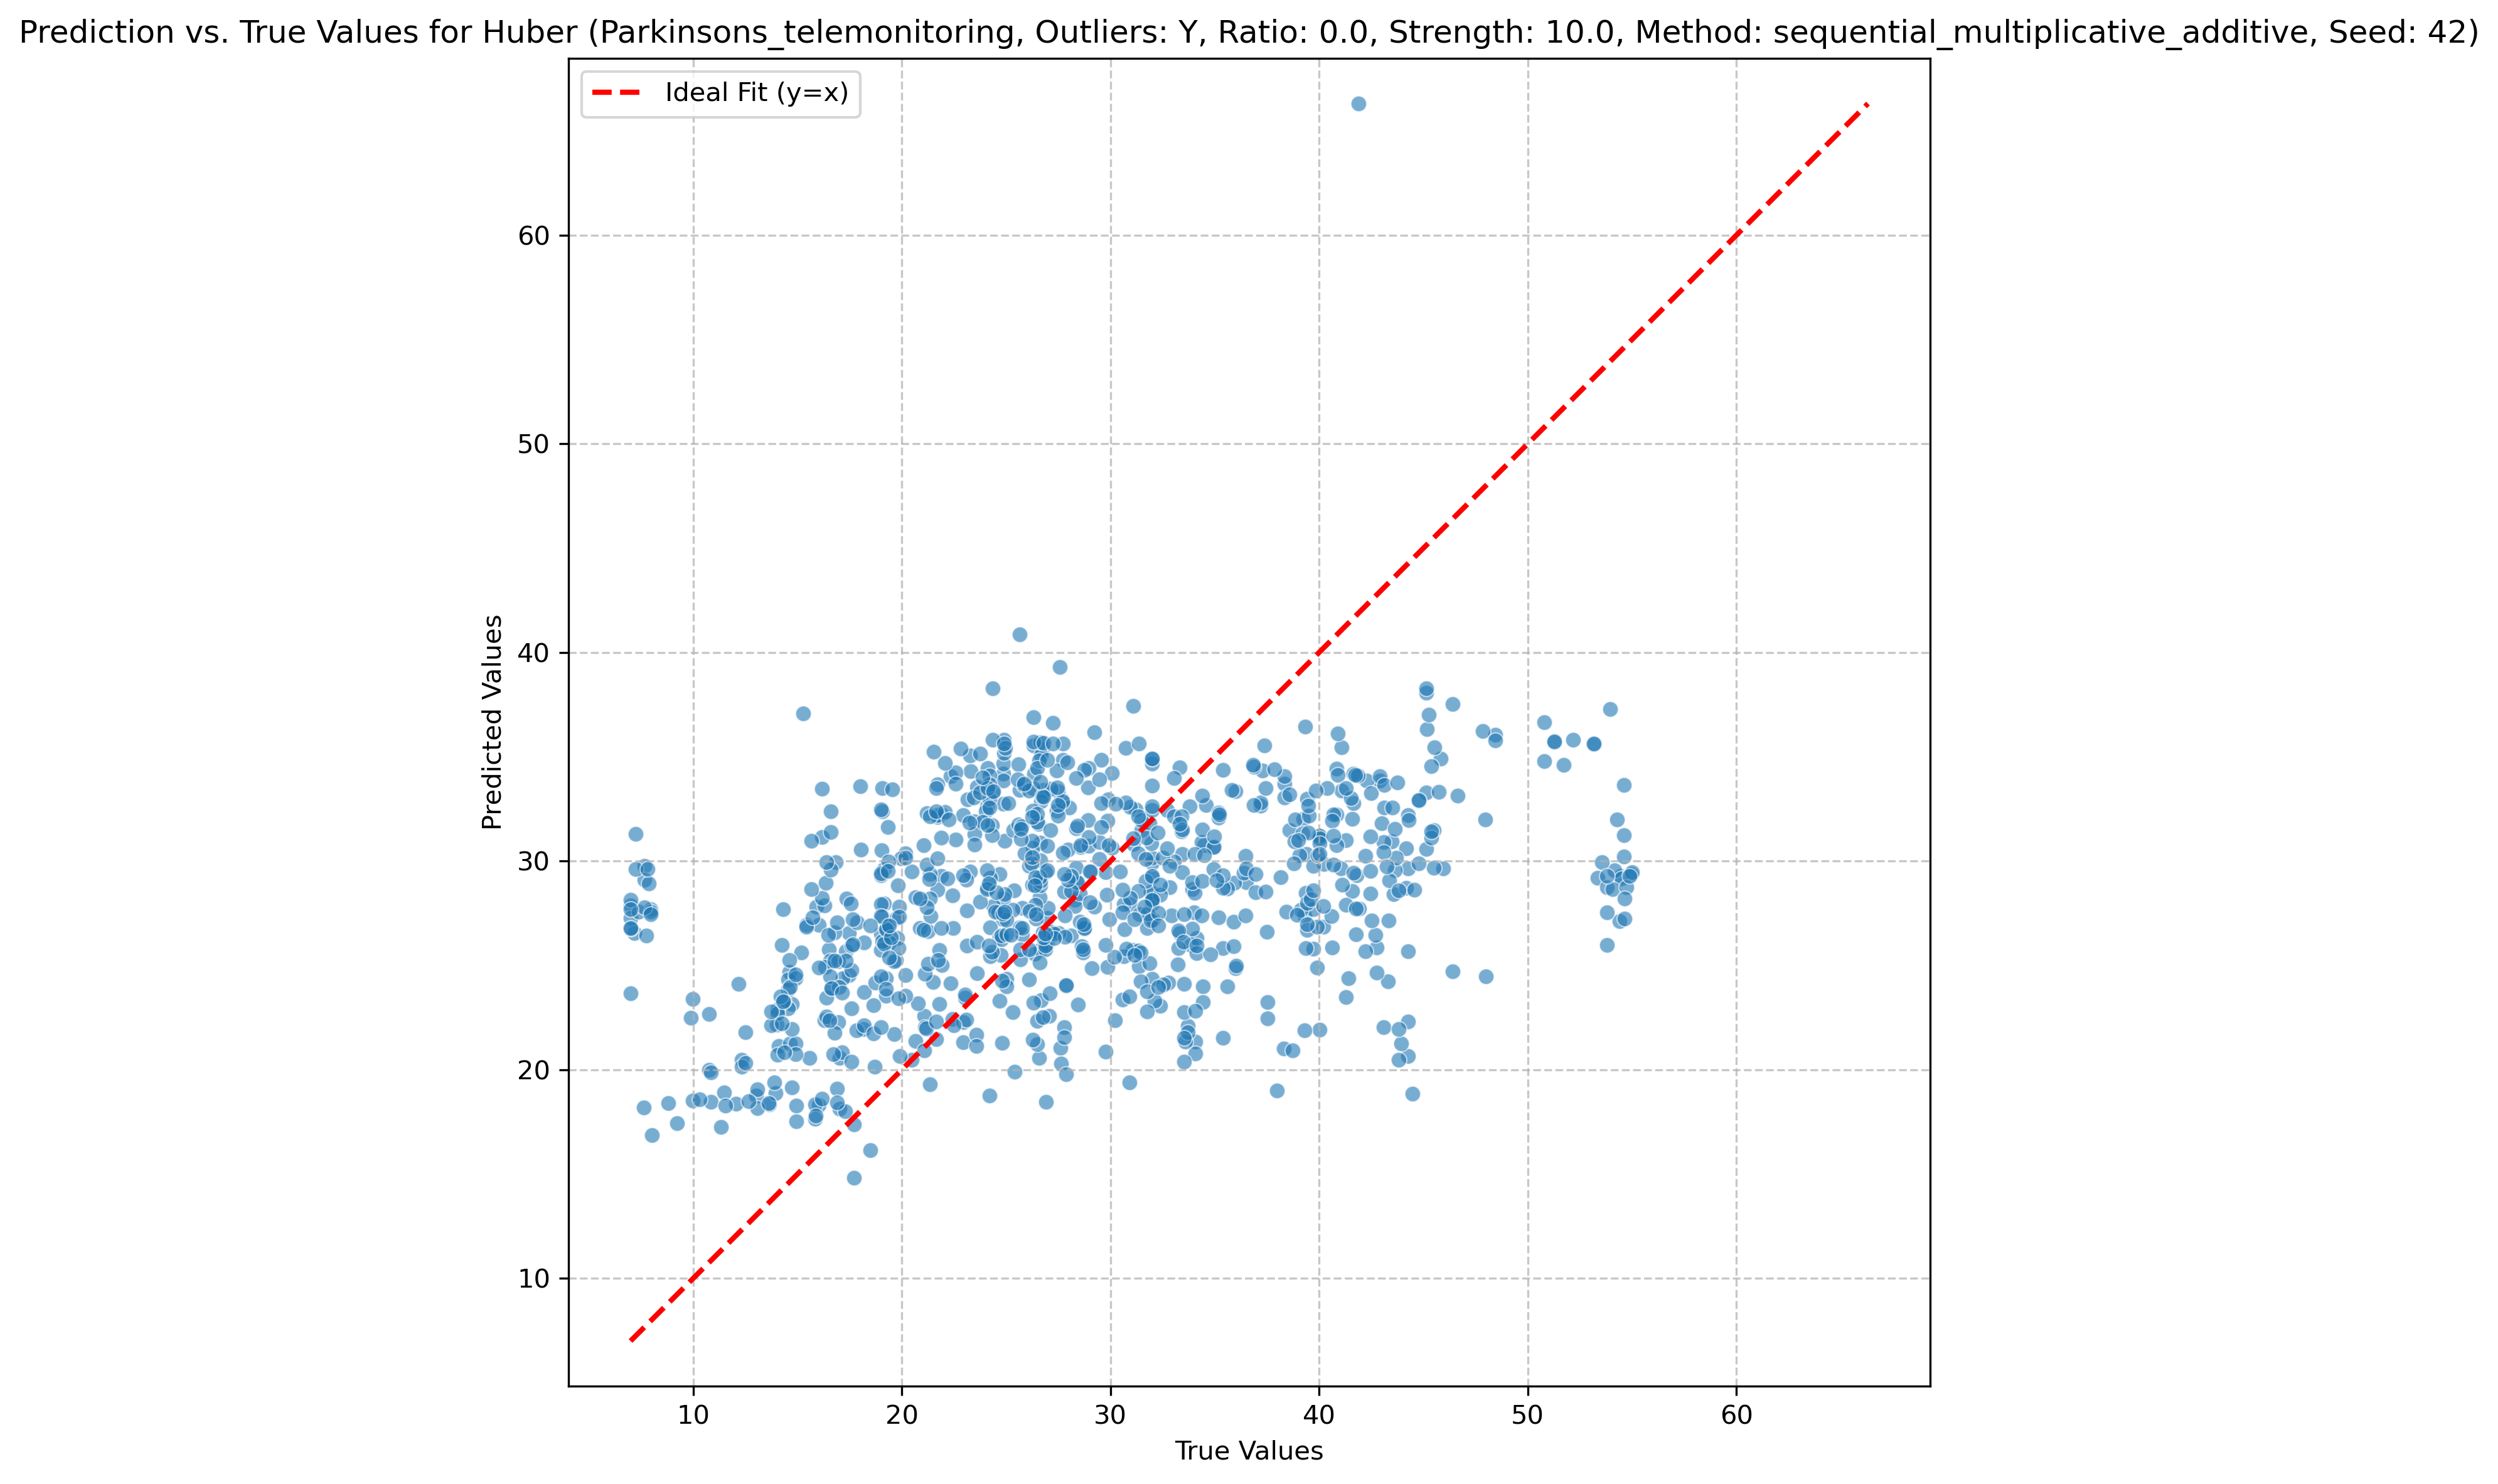 Prediction vs. True Values for Huber (Parkinsons_telemonitoring, Outliers: Y, Ratio: 0.0, Strength: 10.0, Method: sequential_multiplicative_additive, Seed: 42)
Ideal Fit (y=x)
Predicted Values
60
50
40
30
20
10
10 20 30 40 50 60
True Values